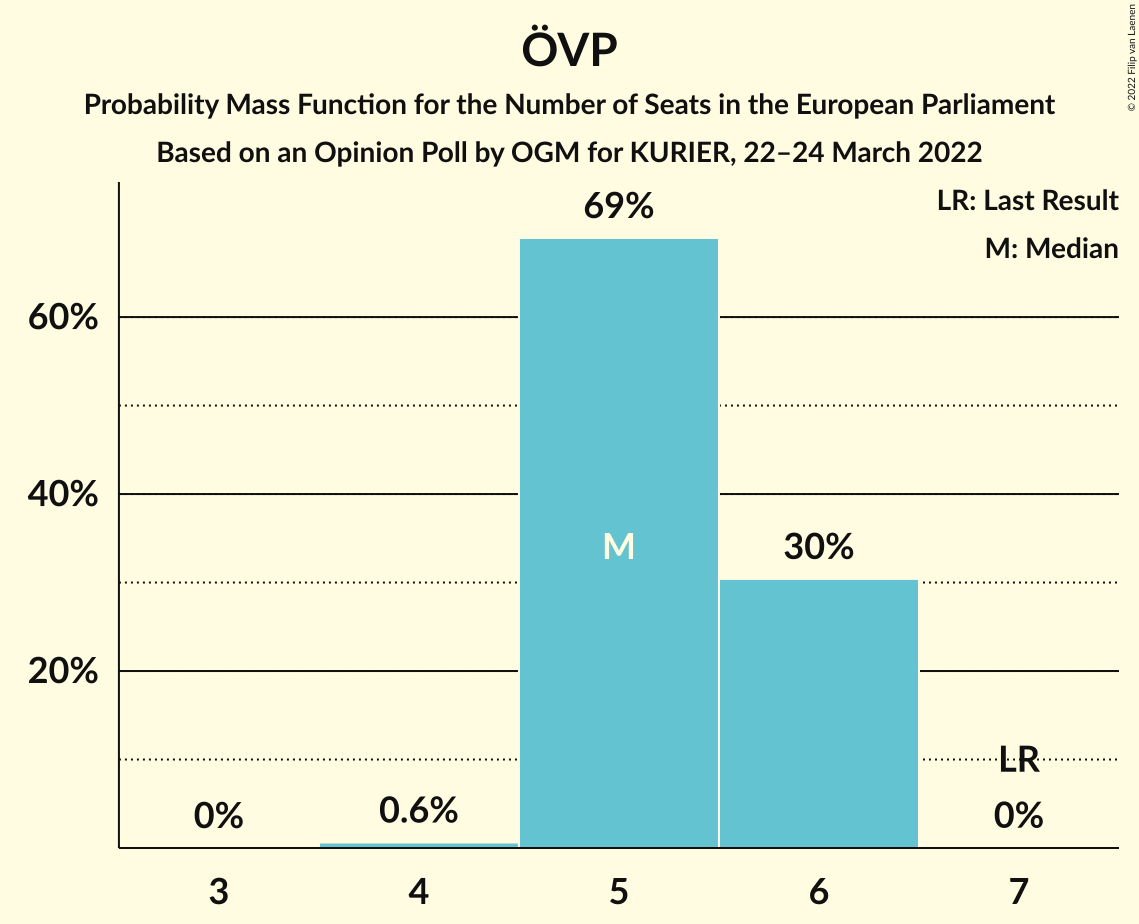 ÖVP
Probability Mass Function for the Number of Seats in the European Parliament
Based on an Opinion Poll by OGM for KURIER, 22–24 March 2022
© 2022 Filip van Laenen
LR: Last Result
M: Median
69%
60%
40%
M
30%
20%
LR
0%
0.6%
0%
3
4
5
6
7